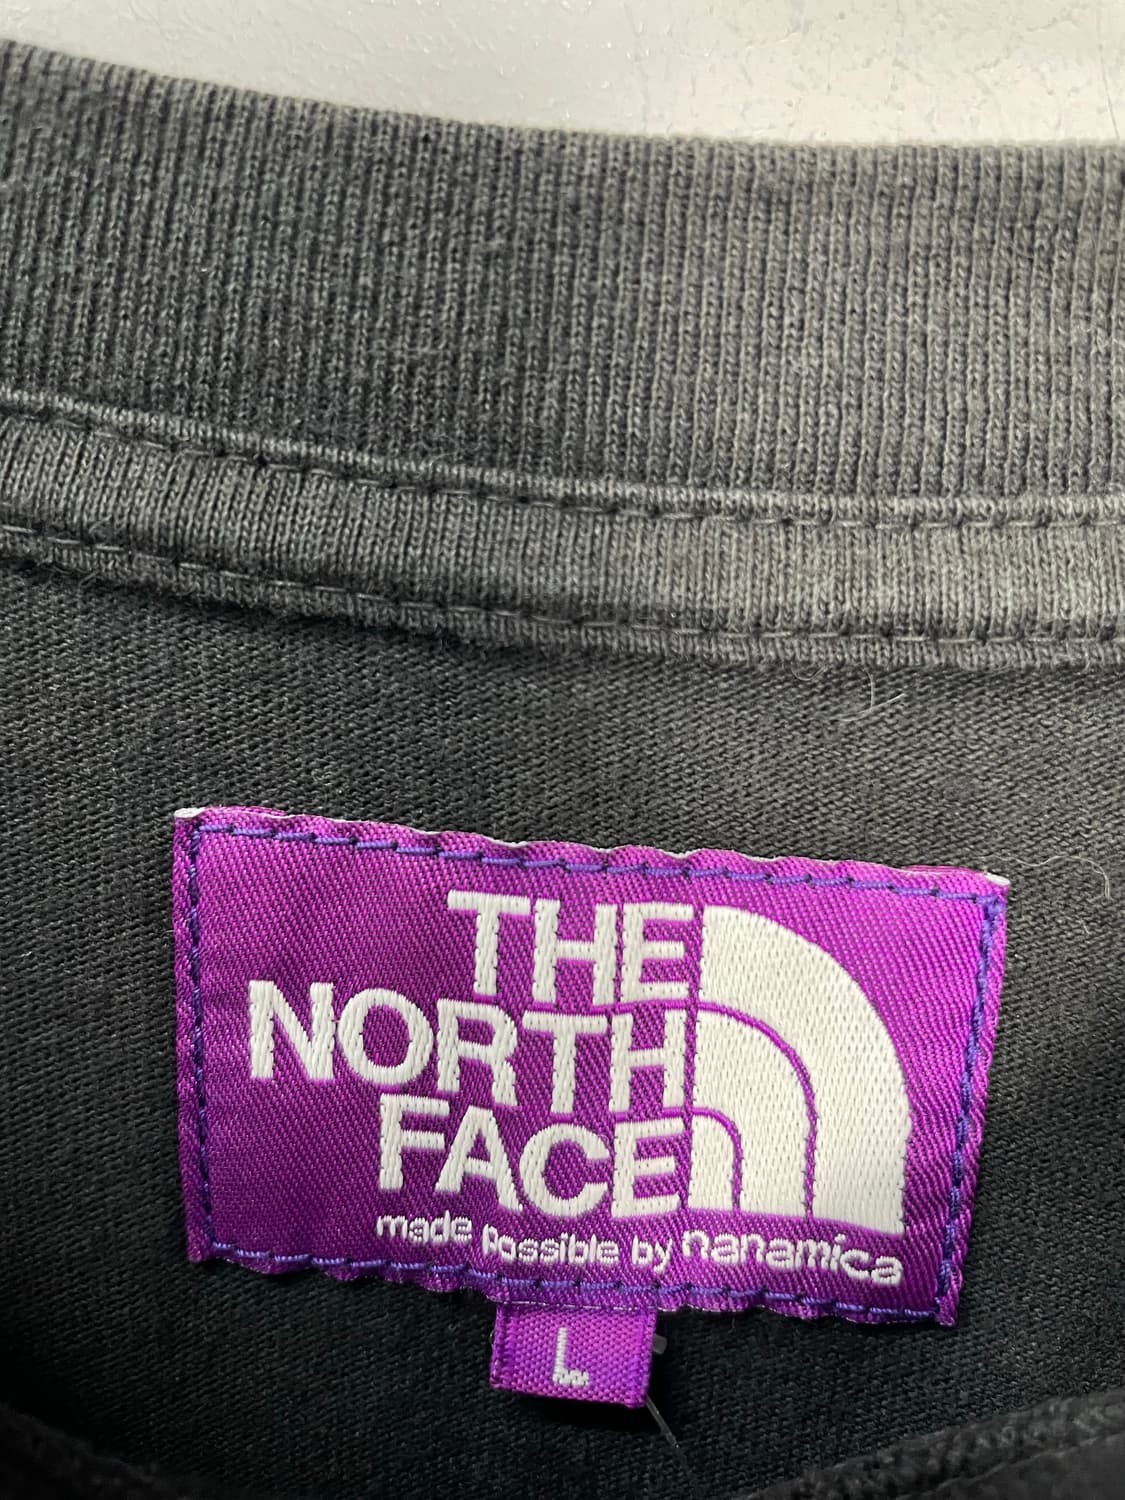 THE
NORTH
FACE
made possible by nanamica
L